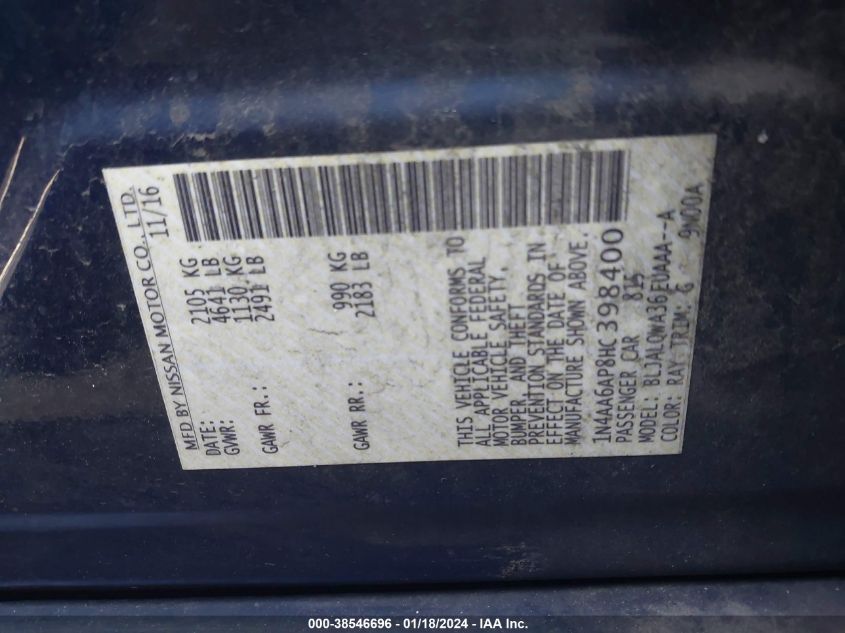 MFD BY NISSAN MOTOR CO., LTD.
DATE: 11/16
GVWR: 2105 KG
4641 LB
GAWR FR.: 1130 KG
2491 LB
GAWR RR.: 990 KG
2183 LB
THIS VEHICLE CONFORMS TO
ALL APPLICABLE FEDERAL
MOTOR VEHICLE SAFETY,
BUMPER, AND THEFT
PREVENTION STANDARDS IN
EFFECT ON THE DATE OF
MANUFACTURE SHOWN ABOVE.
1N4AA6AP8HC398400
PASSENGER CAR 815
MODEL: BLJALQWA36EUAAA--A
COLOR: RAY TRIM: G 9N00A
000-38546696 - 01/18/2024 - IAA Inc.